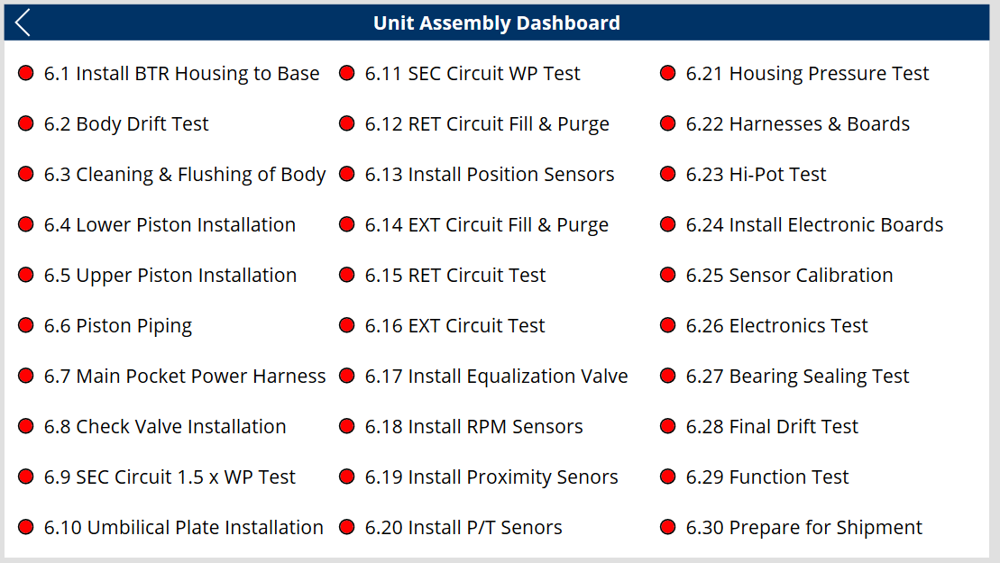 Unit Assembly Dashboard
6.1 Install BTR Housing to Base
6.2 Body Drift Test
6.3 Cleaning & Flushing of Body
6.4 Lower Piston Installation
6.5 Upper Piston Installation
6.6 Piston Piping
6.7 Main Pocket Power Harness
6.8 Check Valve Installation
6.9 SEC Circuit 1.5 x WP Test
6.10 Umbilical Plate Installation
6.11 SEC Circuit WP Test
6.12 RET Circuit Fill & Purge
6.13 Install Position Sensors
6.14 EXT Circuit Fill & Purge
6.15 RET Circuit Test
6.16 EXT Circuit Test
6.17 Install Equalization Valve
6.18 Install RPM Sensors
6.19 Install Proximity Senors
6.20 Install P/T Senors
6.21 Housing Pressure Test
6.22 Harnesses & Boards
6.23 Hi-Pot Test
6.24 Install Electronic Boards
6.25 Sensor Calibration
6.26 Electronics Test
6.27 Bearing Sealing Test
6.28 Final Drift Test
6.29 Function Test
6.30 Prepare for Shipment